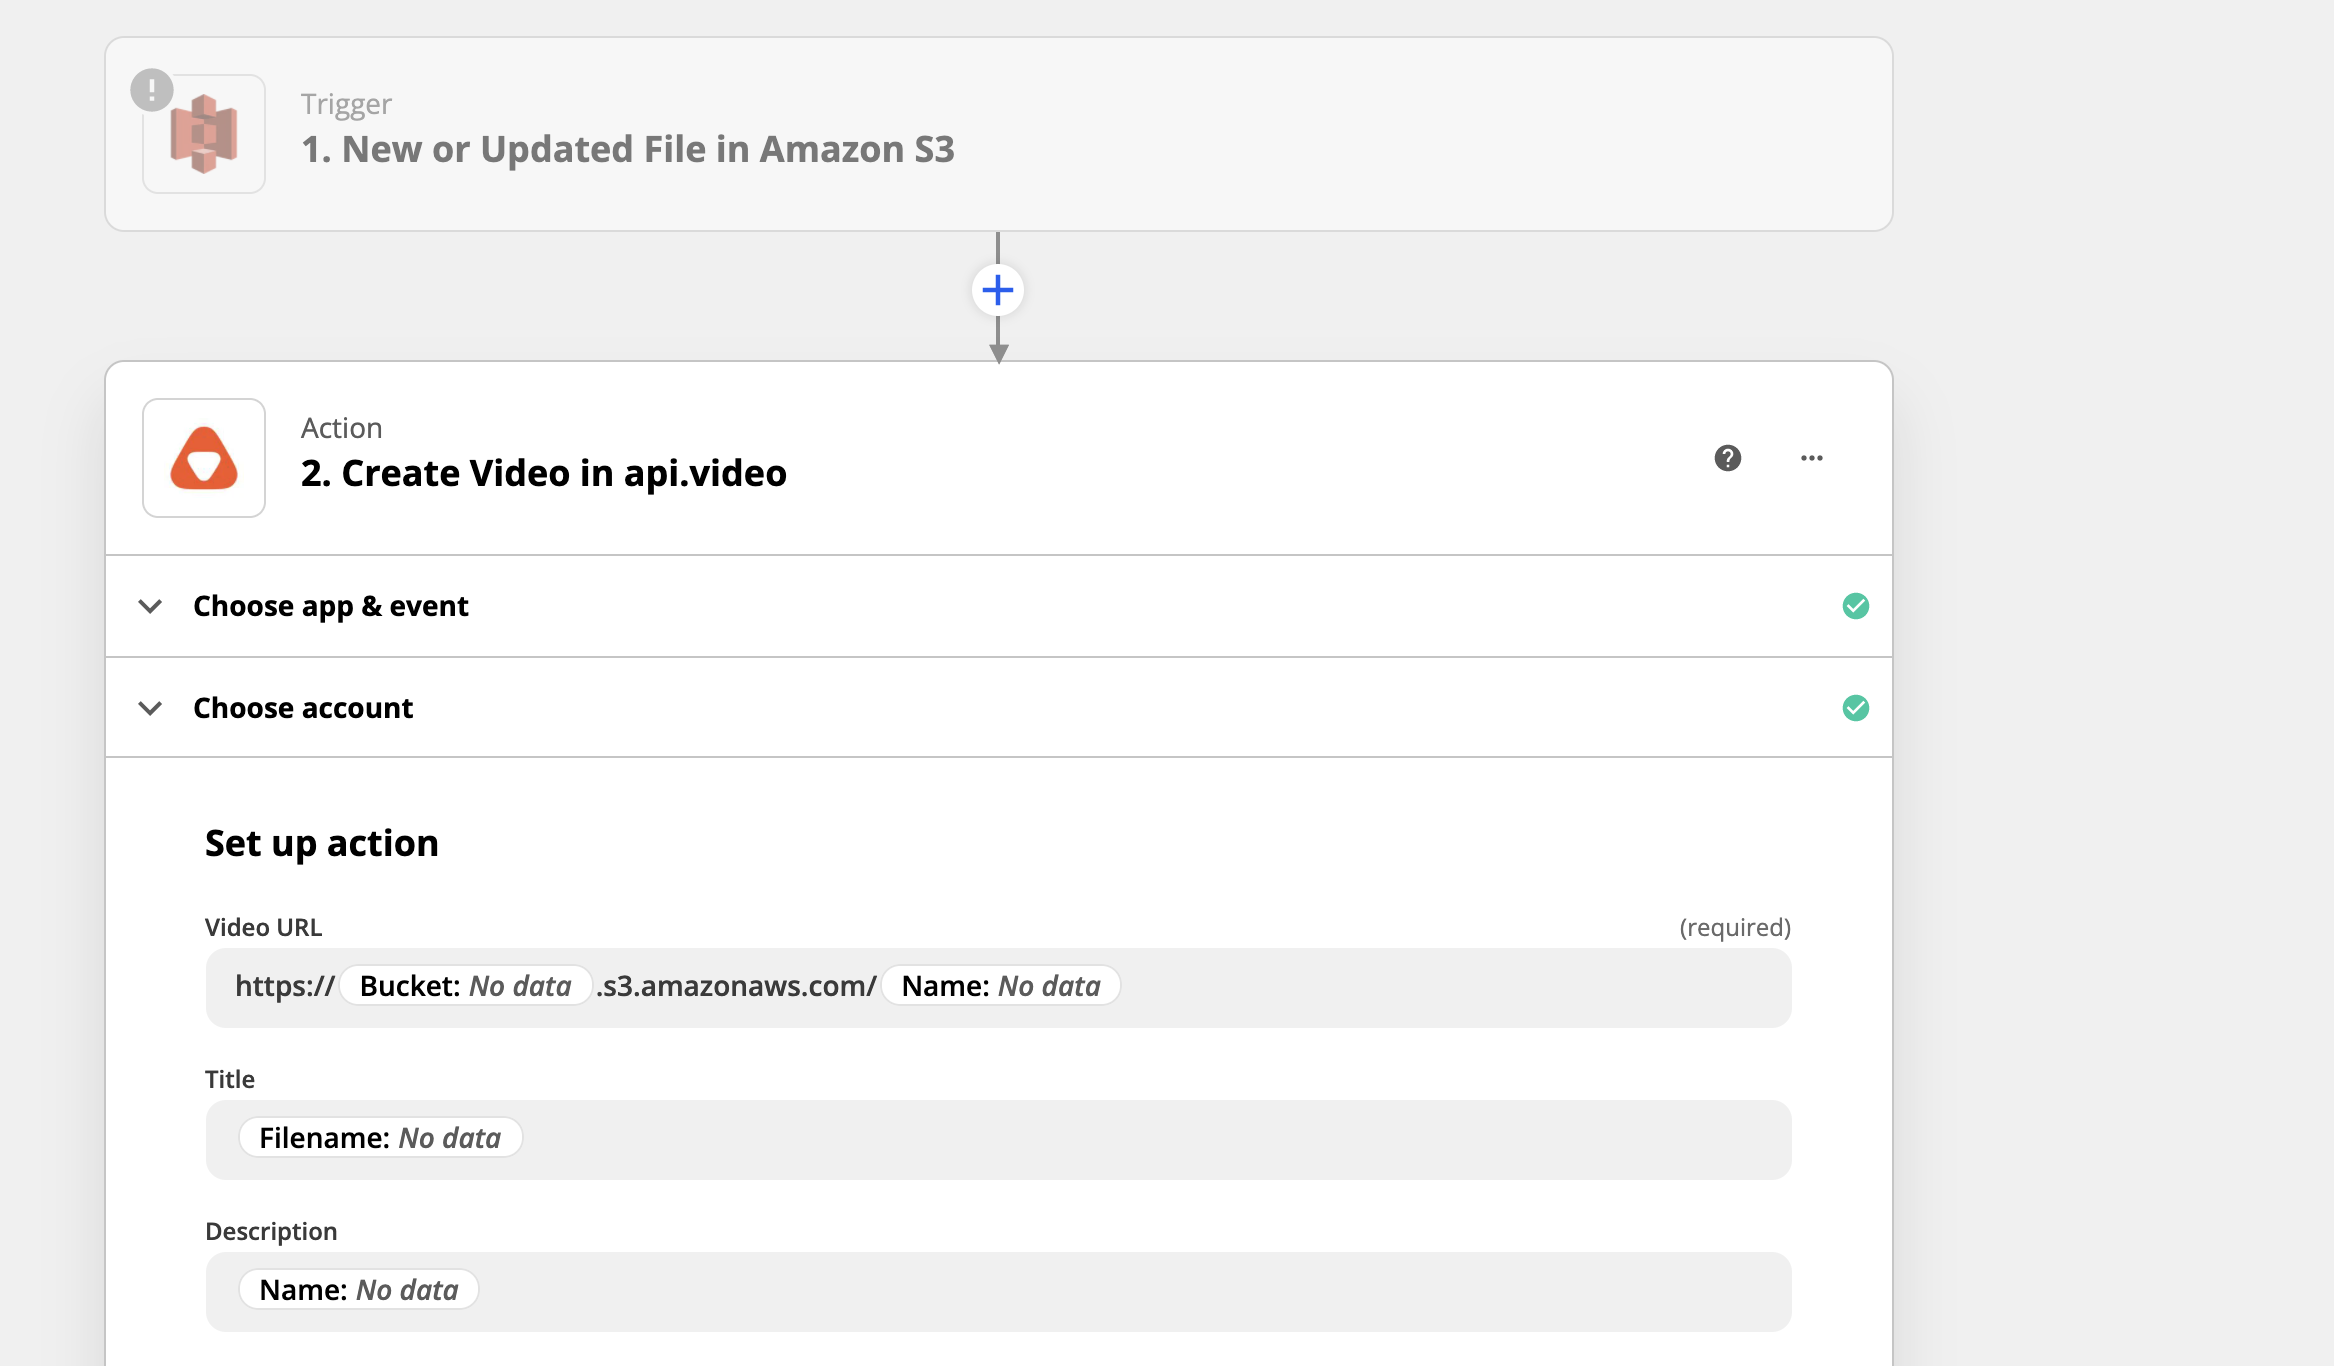 Trigger
1. New or Updated File in Amazon S3
Action
2. Create Video in api.video
Choose app & event
Choose account
Set up action
Video URL (required)
https:// Bucket: No data .s3.amazonaws.com/ Name: No data
Title
Filename: No data
Description
Name: No data